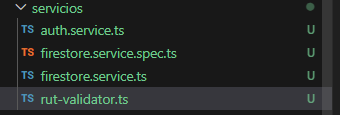 servicios
TS auth.service.ts U
TS firestore.service.spec.ts U
TS firestore.service.ts U
TS rut-validator.ts U